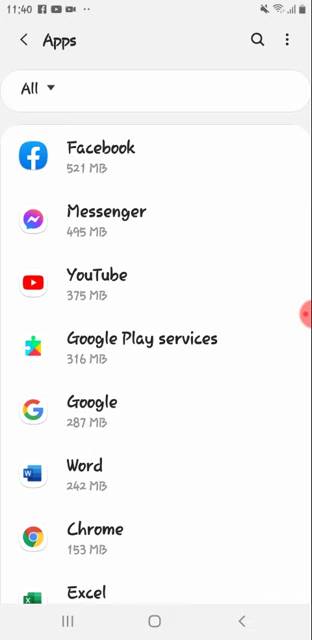 11:40
Apps
All
Facebook
521 MB
Messenger
495 MB
YouTube
375 MB
Google Play services
316 MB
Google
287 MB
Word
242 MB
Chrome
153 MB
Excel